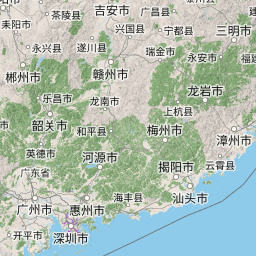 吉安市
茶陵县
耒阳市
宁都县
兴国县
三明市
永兴县
遂川县
瑞金市
永安市
赣州市
郴州市
龙岩市
乐昌市
龙南市
上杭县
韶关市
和平县
梅州市
漳州市
英德市
河源市
揭阳市
云霄县
广东省
海丰县
汕头市
广州市
惠州市
开平市
深圳市